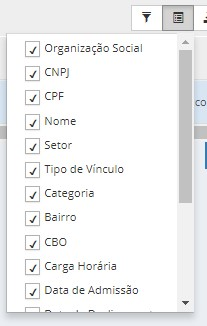 Organização Social
CNPJ
CPF
Nome
Setor
Tipo de Vínculo
Categoria
Bairro
CBO
Carga Horária
Data de Admissão